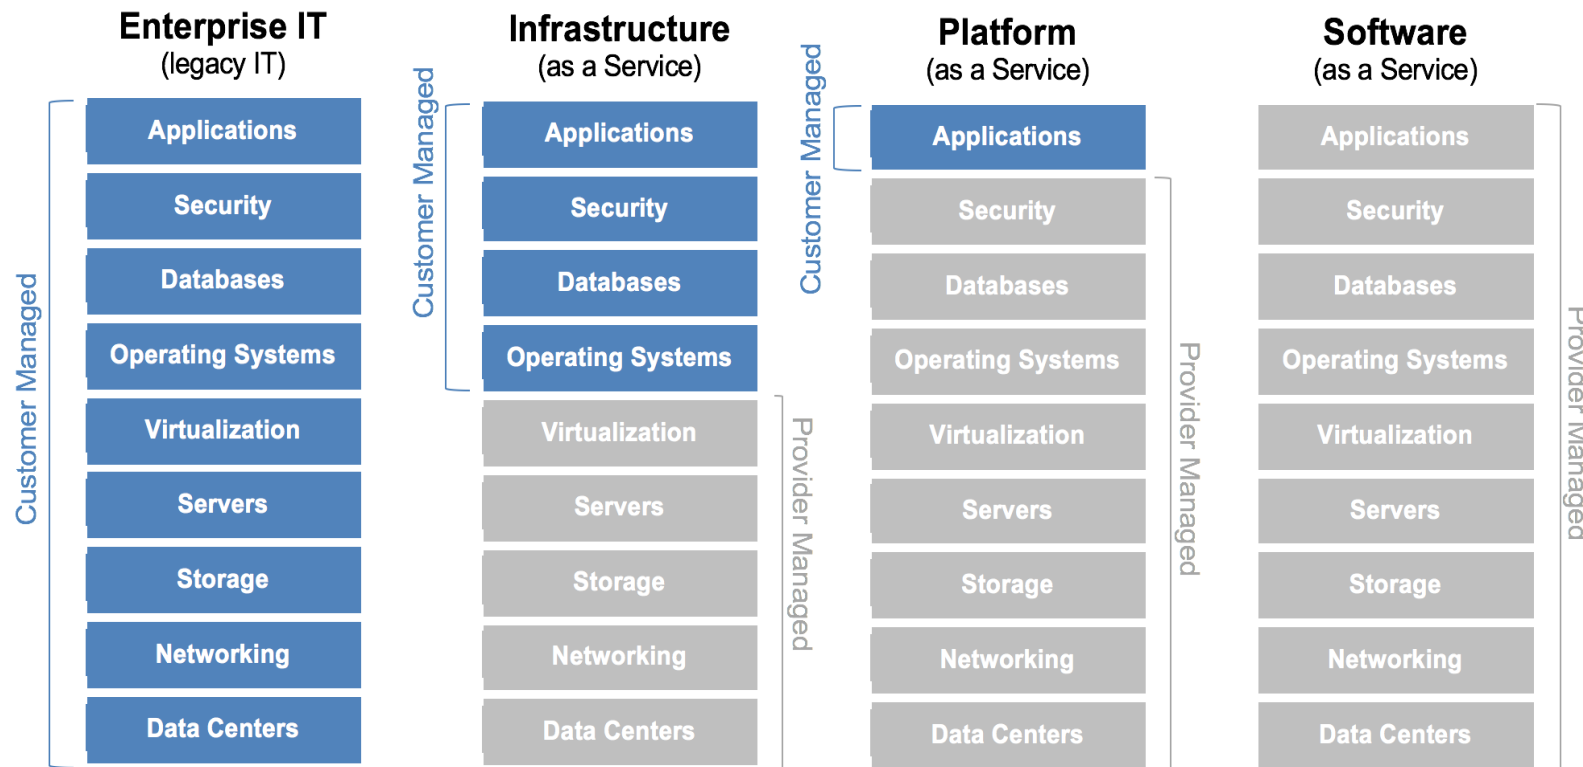 Enterprise IT
(legacy IT)
Customer Managed
Applications
Security
Databases
Operating Systems
Virtualization
Servers
Storage
Networking
Data Centers
Infrastructure
(as a Service)
Customer Managed
Applications
Security
Databases
Operating Systems
Virtualization
Servers
Storage
Networking
Data Centers
Provider Managed
Platform
(as a Service)
Customer Managed
Applications
Security
Databases
Operating Systems
Virtualization
Servers
Storage
Networking
Data Centers
Provider Managed
Software
(as a Service)
Applications
Security
Databases
Operating Systems
Virtualization
Servers
Storage
Networking
Data Centers
Provider Managed